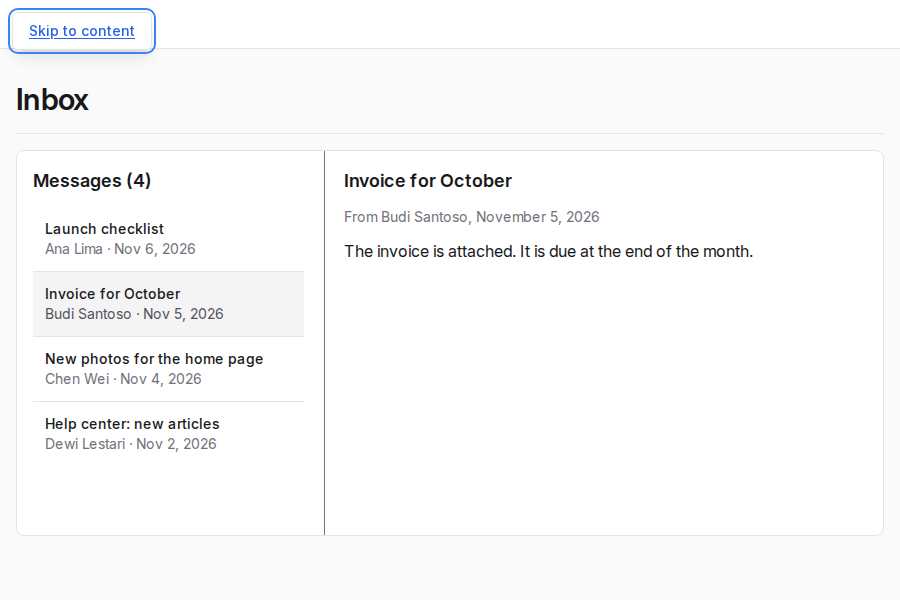 Skip to content
Inbox
Messages (4)
Launch checklist
Ana Lima · Nov 6, 2026
Invoice for October
Budi Santoso · Nov 5, 2026
New photos for the home page
Chen Wei · Nov 4, 2026
Help center: new articles
Dewi Lestari · Nov 2, 2026
Invoice for October
From Budi Santoso, November 5, 2026
The invoice is attached. It is due at the end of the month.